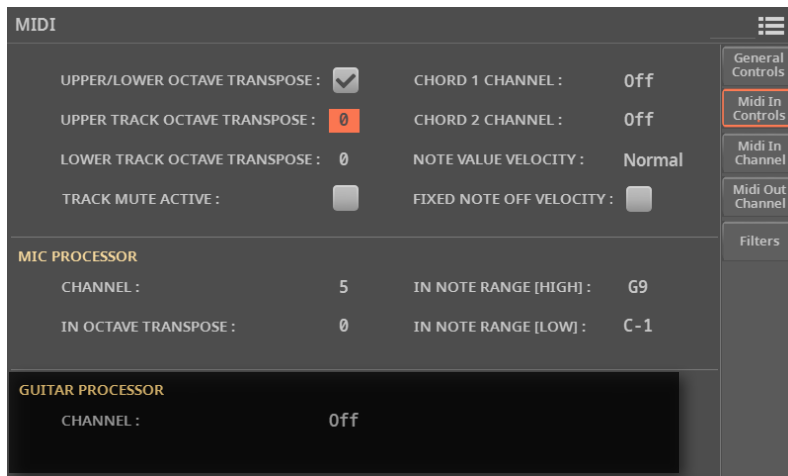 MIDI
UPPER/LOWER OCTAVE TRANSPOSE :
CHORD 1 CHANNEL : Off
UPPER TRACK OCTAVE TRANSPOSE : 0
CHORD 2 CHANNEL : Off
LOWER TRACK OCTAVE TRANSPOSE : 0
NOTE VALUE VELOCITY : Normal
TRACK MUTE ACTIVE :
FIXED NOTE OFF VELOCITY :
MIC PROCESSOR
CHANNEL : 5
IN NOTE RANGE [HIGH] : G9
IN OCTAVE TRANSPOSE : 0
IN NOTE RANGE [LOW] : C-1
GUITAR PROCESSOR
CHANNEL : Off
General
Controls
Midi In
Controls
Midi In
Channel
Midi Out
Channel
Filters